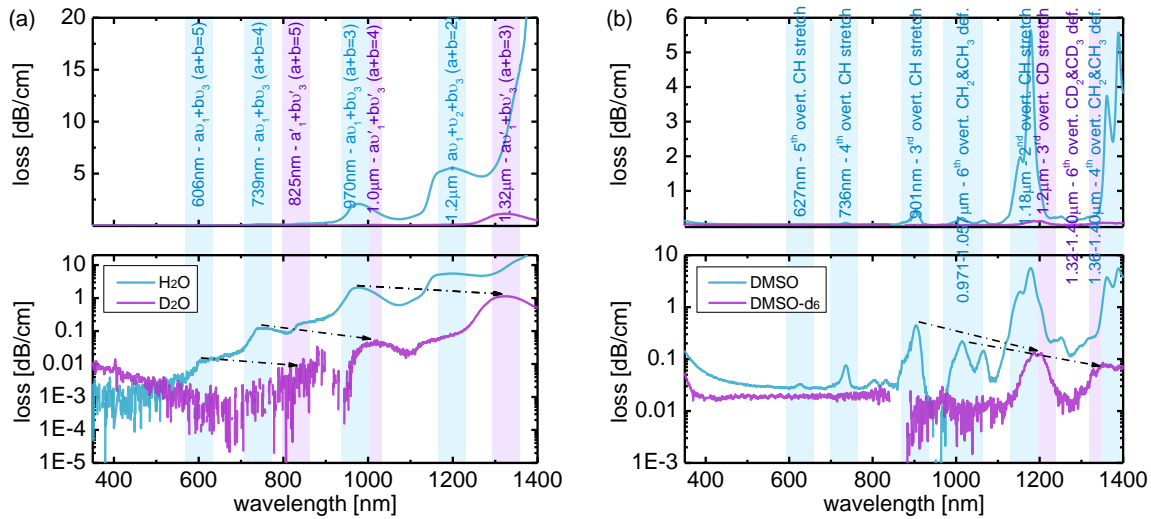 (a)
20
15
10
5
0
loss [dB/cm]
606nm - aυ1+bυ3 (a+b=5)
739nm - aυ1+bυ3 (a+b=4)
825nm - a′1+bυ′3 (a+b=5)
970nm - aυ1+bυ3 (a+b=3)
1.0μm - aυ′1+bυ′3 (a+b=4)
1.2μm aυ1+υ2+bυ3 (a+b=2)
1.32μm - aυ′1+bυ′3 (a+b=3)
10
1
0.1
0.01
1E-3
1E-4
1E-5
loss [dB/cm]
H2O
D2O
400 600 800 1000 1200 1400
wavelength [nm]
(b)
6
5
4
3
2
1
loss [dB/cm]
627nm - 5th overt. CH stretch
736nm - 4th overt. CH stretch
901nm - 3rd overt. CH stretch
0.971-1.057μm - 6th overt. CH2&CH3 def.
1.18μm - 2nd overt. CH stretch
1.2μm - 3rd overt. CD stretch
1.32-1.40μm - 6th overt. CD2&CD3 def.
1.36-1.40μm - 4th overt. CH2&CH3 def.
10
1
0.1
0.01
1E-3
loss [dB/cm]
DMSO
DMSO-d6
400 600 800 1000 1200 1400
wavelength [nm]